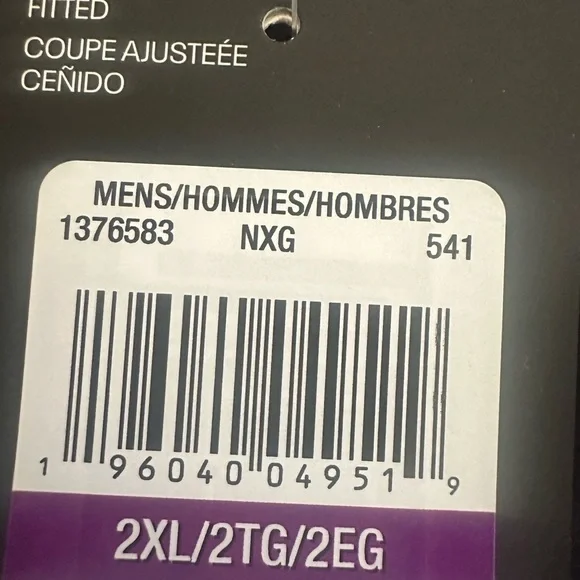 FITTED
COUPE AJUSTEÉE
CEÑIDO
MENS/HOMMES/HOMBRES
1376583 NXG 541
1 96040 04951 9
2XL/2TG/2EG